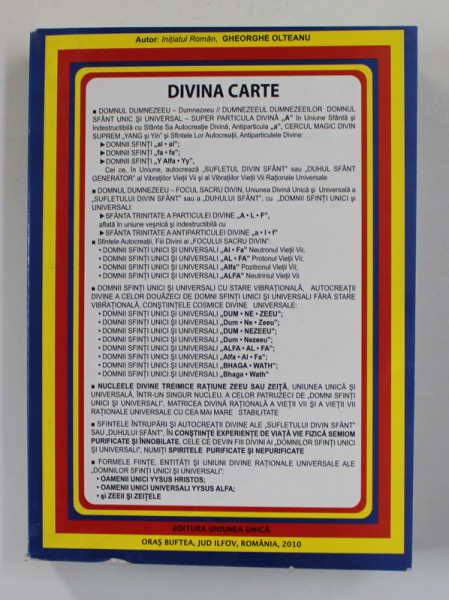 Autor: Inițiatul Român, GHEORGHE OLTEANU
DIVINA CARTE
■ DOMNUL DUMNEZEEU – Dumnezeeu // DUMNEZEEUL DUMNEZEEILOR DOMNUL
SFÂNT UNIC ȘI UNIVERSAL – SUPER PARTICULA DIVINĂ „A” în Uniune Sfântă și
Indestructibilă cu Sfânta Sa Autocreație Divină, Antiparticula „a”, CERCUL MAGIC DIVIN
SUPREM „YANG și Yin” și Sfintele Lor Autocreații, Antiparticulele Divine:
►DOMNII SFINȚI „al • al”;
►DOMNII SFINȚI „fa • fa”;
►DOMNII SFINȚI „Y Alfa • Yy”,
Cei ce, în Uniune, autocrează „SUFLETUL DIVIN SFÂNT” sau „DUHUL SFÂNT
GENERATOR” al Vibrațiilor Vieții Vii și al Vibrațiilor Vieții Vii Raționale Universale
■ DOMNUL DUMNEZEEU – FOCUL SACRU DIVIN, Uniunea Divină Unică și Universală a
„SUFLETULUI DIVIN SFÂNT” sau a „DUHULUI SFÂNT”, cu „DOMNII SFINȚI UNICI ȘI
UNIVERSALI:
►SFÂNTA TRINITATE A PARTICULEI DIVINE „A • L • F”,
aflată în uniune veșnică și indestructibilă cu
►SFÂNTA TRINITATE A ANTIPARTICULEI DIVINE „a • l • f”
■ Sfintele Autocreații, Fiii Divini ai „FOCULUI SACRU DIVIN”:
• DOMNII SFINȚI UNICI ȘI UNIVERSALI „Al • Fa” Neutronul Vieții Vii;
• DOMNII SFINȚI UNICI ȘI UNIVERSALI „AL • FA” Protonul Vieții Vii;
• DOMNII SFINȚI UNICI ȘI UNIVERSALI „Alfa” Pozitronul Vieții Vii;
• DOMNII SFINȚI UNICI ȘI UNIVERSALI „ALFA” Neutriniul Vieții Vii
■ DOMNII SFINȚI UNICI ȘI UNIVERSALI CU STARE VIBRAȚIONALĂ, AUTOCREAȚII
DIVINE A CELOR DOUĂZECI DE DOMNI SFINȚI UNICI ȘI UNIVERSALI FĂRĂ STARE
VIBRAȚIONALĂ, CONȘTIINȚELE COSMICE DIVINE UNIVERSALE:
• DOMNII SFINȚI UNICI ȘI UNIVERSALI „DUM • NE • ZEEU”;
• DOMNII SFINȚI UNICI ȘI UNIVERSALI „Dum • Ne • Zeeu”;
• DOMNII SFINȚI UNICI ȘI UNIVERSALI „DUM • NEZEEU”;
• DOMNII SFINȚI UNICI ȘI UNIVERSALI „Dum • Nezeeu”;
• DOMNII SFINȚI UNICI ȘI UNIVERSALI „ALFA • AL • FA”;
• DOMNII SFINȚI UNICI ȘI UNIVERSALI „Alfa • Al • Fa”;
• DOMNII SFINȚI UNICI ȘI UNIVERSALI „BHAGA • WATH”;
• DOMNII SFINȚI UNICI ȘI UNIVERSALI „Bhaga • Wath”
■ NUCLEELE DIVINE TREIMICE RAȚIUNE ZEEU SAU ZEIȚĂ, UNIUNEA UNICĂ ȘI
UNIVERSALĂ, ÎNTR-UN SINGUR NUCLEU, A CELOR PATRUZECI DE „DOMNI SFINȚI
UNICI ȘI UNIVERSALI”, MATRICEA DIVINĂ RAȚIONALĂ A VIEȚII VII ȘI A VIEȚII VII
RAȚIONALE UNIVERSALE CU CEA MAI MARE STABILITATE
■ SFINTELE ÎNTRUPĂRI ȘI AUTOCREAȚII DIVINE ALE „SUFLETULUI DIVIN SFÂNT”
SAU „DUHULUI SFÂNT”, ÎN CONȘTIINȚE EXPERIENȚE DE VIAȚĂ VIE FIZICĂ SEMIOM
PURIFICATE ȘI ÎNNOBILATE, CELE CE DEVIN FIII DIVINI AI „DOMNILOR SFINȚI UNICI
ȘI UNIVERSALI”, NUMIȚI SPIRITELE PURIFICATE ȘI NEPURIFICATE
■ FORMELE FIINȚE, ENTITĂȚI ȘI UNIUNI DIVINE RAȚIONALE UNIVERSALE ALE
„DOMNILOR SFINȚI UNICI ȘI UNIVERSALI”:
• OAMENII UNICI YYSUS HRISTOS;
• OAMENII UNICI UNIVERSALI YYSUS ALFA;
• și ZEEII și ZEIȚELE
EDITURA UNIUNEA UNICĂ
ORAȘ BUFTEA, JUD ILFOV, ROMÂNIA, 2010